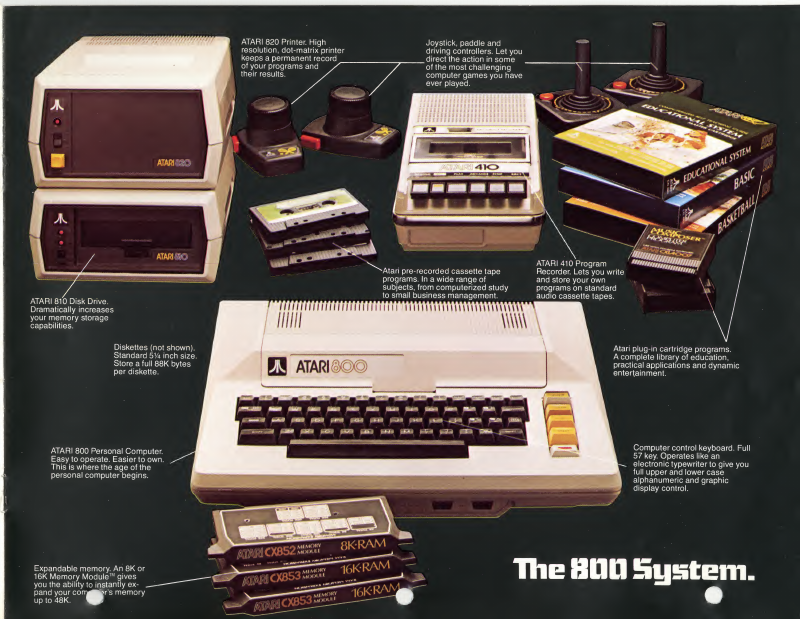 ATARI 820 Printer. High
resolution, dot-matrix printer
keeps a permanent record
of your programs and
their results.
Joystick, paddle and
driving controllers. Let you
direct the action in some
of the most challenging
computer games you have
ever played.
ATARI 820
ATARI 810
ATARI 410
EDUCATIONAL SYSTEM
EDUCATIONAL SYSTEM
BASIC
BASKETBALL
MUSIC
COMPOSER
ATARI 810 Disk Drive.
Dramatically increases
your memory storage
capabilities.
Atari pre-recorded cassette tape
programs. In a wide range of
subjects, from computerized study
to small business management.
ATARI 410 Program
Recorder. Lets you write
and store your own
programs on standard
audio cassette tapes.
Diskettes (not shown).
Standard 5¼ inch size.
Store a full 88K bytes
per diskette.
Atari plug-in cartridge programs.
A complete library of education,
practical applications and dynamic
entertainment.
ATARI 800
ATARI 800 Personal Computer.
Easy to operate. Easier to own.
This is where the age of the
personal computer begins.
Computer control keyboard. Full
57 key. Operates like an
electronic typewriter to give you
full upper and lower case
alphanumeric and graphic
display control.
ATARI CX852 MEMORY MODULE 8K-RAM
ATARI CX853 MEMORY MODULE 16K-RAM
ATARI CX853 MEMORY MODULE 16K-RAM
Expandable memory. An 8K or
16K Memory Module™ gives
you the ability to instantly ex-
pand your computer's memory
up to 48K.
The 800 System.